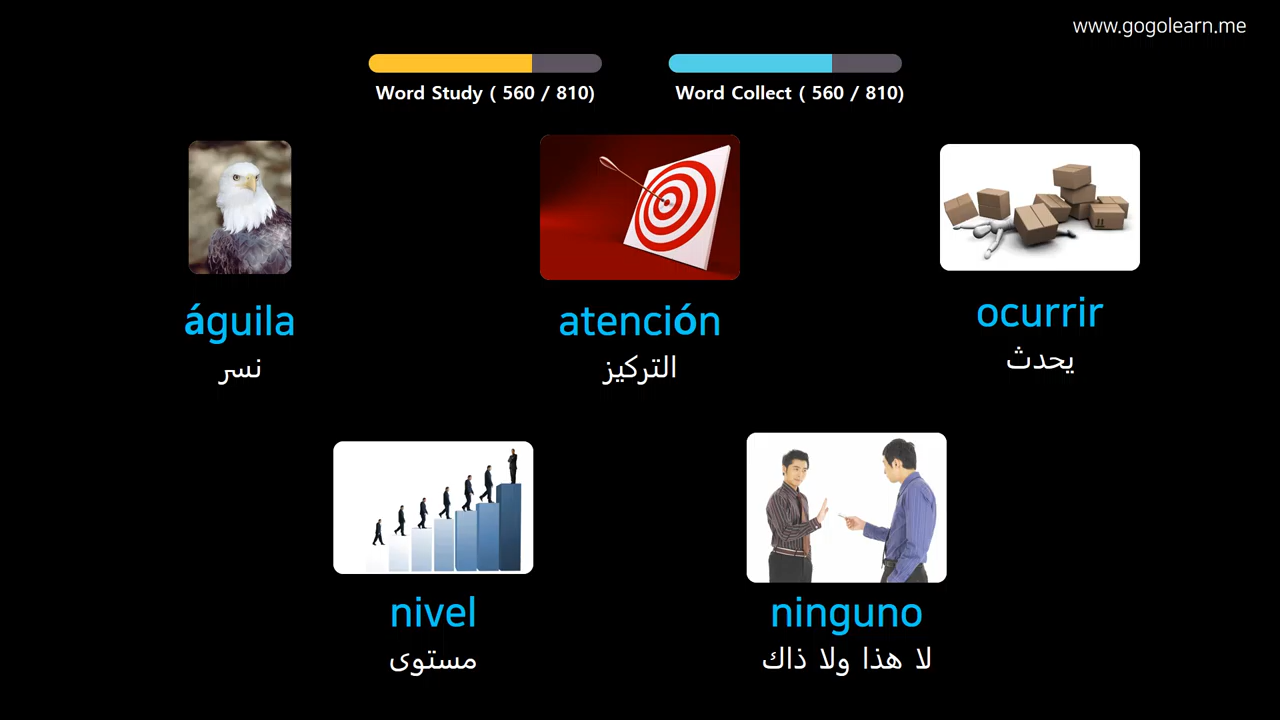 www.gogolearn.me
Word Study ( 560 / 810)
Word Collect ( 560 / 810)
águila
نسر
atención
التركيز
ocurrir
يحدث
nivel
مستوى
ninguno
لا هذا ولا ذاك